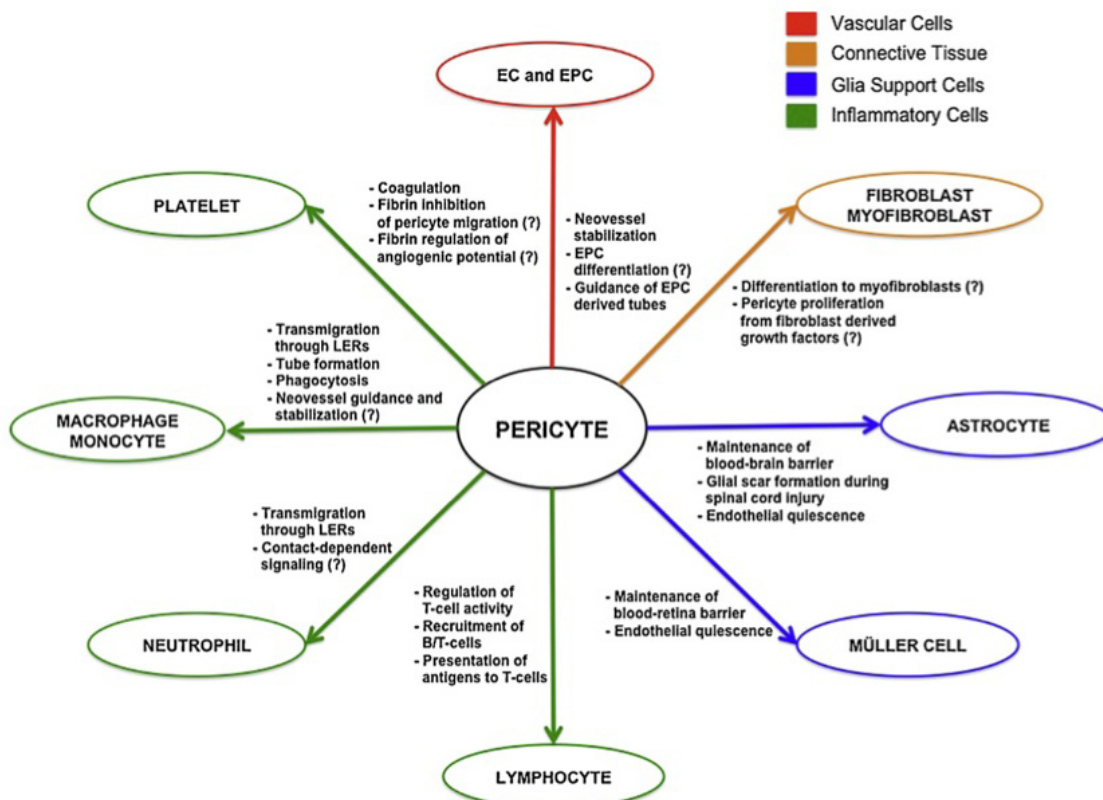 Vascular Cells
Connective Tissue
Glia Support Cells
Inflammatory Cells
EC and EPC
PLATELET
- Coagulation
- Fibrin inhibition
of pericyte migration (?)
- Fibrin regulation of
angiogenic potential (?)
- Neovessel
stabilization
- EPC
differentiation (?)
- Guidance of EPC
derived tubes
FIBROBLAST
MYOFIBROBLAST
- Differentiation to myofibroblasts (?)
- Pericyte proliferation
from fibroblast derived
growth factors (?)
- Transmigration
through LERs
- Tube formation
- Phagocytosis
- Neovessel guidance and
stabilization (?)
MACROPHAGE
MONOCYTE
PERICYTE
ASTROCYTE
- Maintenance of
blood-brain barrier
- Glial scar formation during
spinal cord injury
- Endothelial quiescence
- Transmigration
through LERs
- Contact-dependent
signaling (?)
NEUTROPHIL
- Regulation of
T-cell activity
- Recruitment of
B/T-cells
- Presentation of
antigens to T-cells
- Maintenance of
blood-retina barrier
- Endothelial quiescence
MÜLLER CELL
LYMPHOCYTE